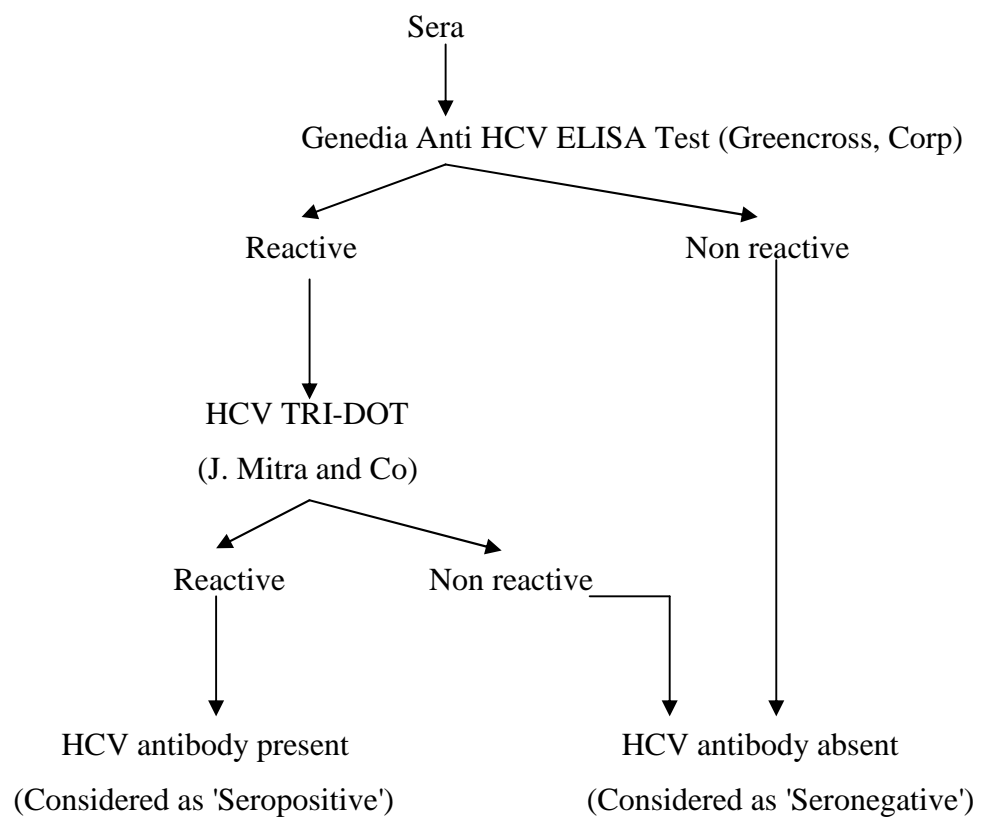 Sera
Genedia Anti HCV ELISA Test (Greencross, Corp)
Reactive
Non reactive
HCV TRI-DOT
(J. Mitra and Co)
Reactive
Non reactive
HCV antibody present
(Considered as 'Seropositive')
HCV antibody absent
(Considered as 'Seronegative')